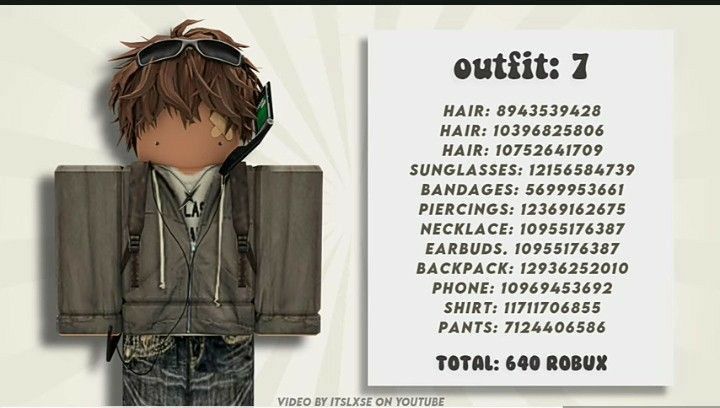 outfit: 7
HAIR: 8943539428
HAIR: 10396825806
HAIR: 10752641709
SUNGLASSES: 12156584739
BANDAGES: 5699953661
PIERCINGS: 12369162675
NECKLACE: 10955176387
EARBUDS. 10955176387
BACKPACK: 12936252010
PHONE: 10969453692
SHIRT: 11711706855
PANTS: 7124406586
TOTAL: 640 ROBUX
VIDEO BY ITSLXSE ON YOUTUBE